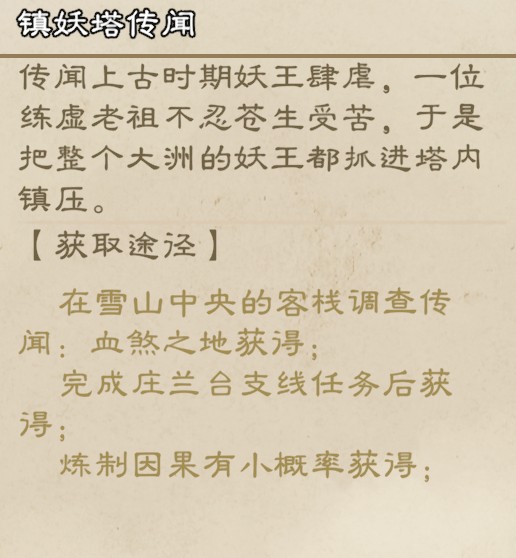 镇妖塔传闻
传闻上古时期妖王肆虐，一位
练虚老祖不忍苍生受苦，于是
把整个大洲的妖王都抓进塔内
镇压。
【获取途径】
在雪山中央的客栈调查传
闻：血煞之地获得；
完成庄兰台支线任务后获
得；
炼制因果有小概率获得；